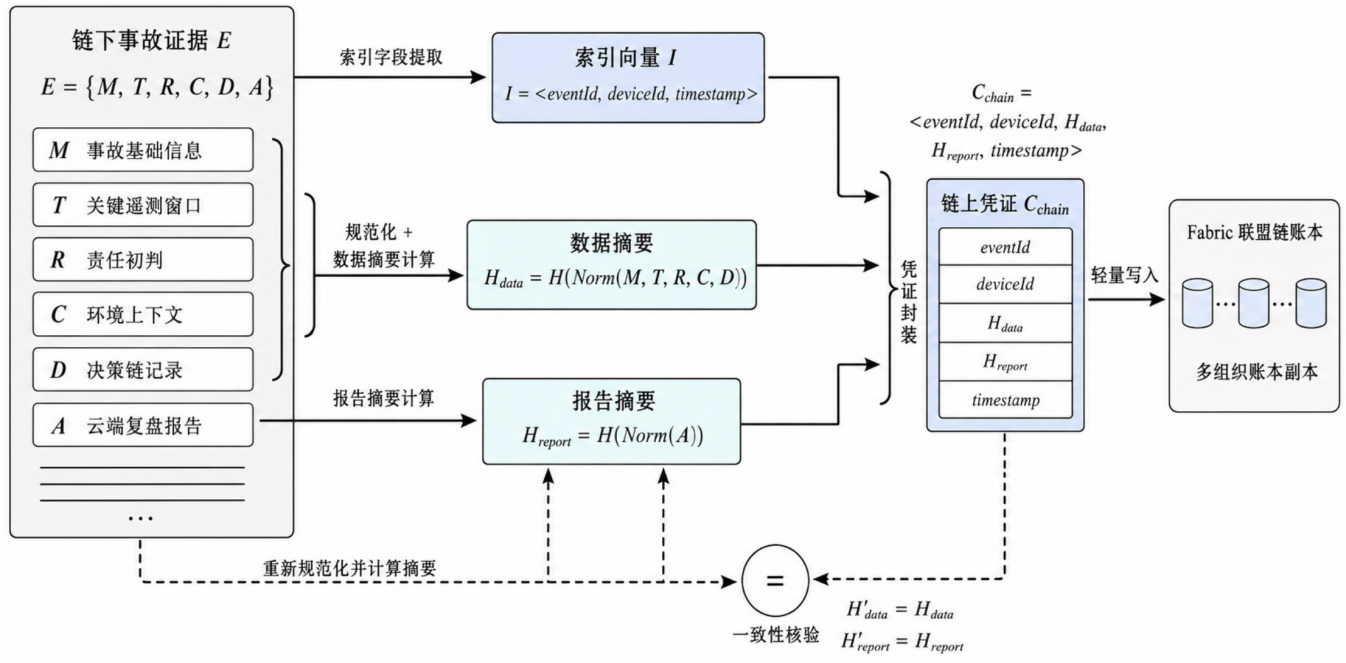 链下事故证据 E
E = {M, T, R, C, D, A}
M 事故基础信息
T 关键遥测窗口
R 责任初判
C 环境上下文
D 决策链记录
A 云端复盘报告
...
索引字段提取
索引向量 I
I = <eventId, deviceId, timestamp>
规范化 +
数据摘要计算
数据摘要
H_data = H(Norm(M, T, R, C, D))
报告摘要计算
报告摘要
H_report = H(Norm(A))
凭证封装
C_chain =
<eventId, deviceId, H_data,
H_report, timestamp>
链上凭证 C_chain
eventId
deviceId
H_data
H_report
timestamp
轻量写入
Fabric 联盟链账本
... ...
多组织账本副本
重新规范化并计算摘要
=
一致性核验
H'_data = H_data
H'_report = H_report